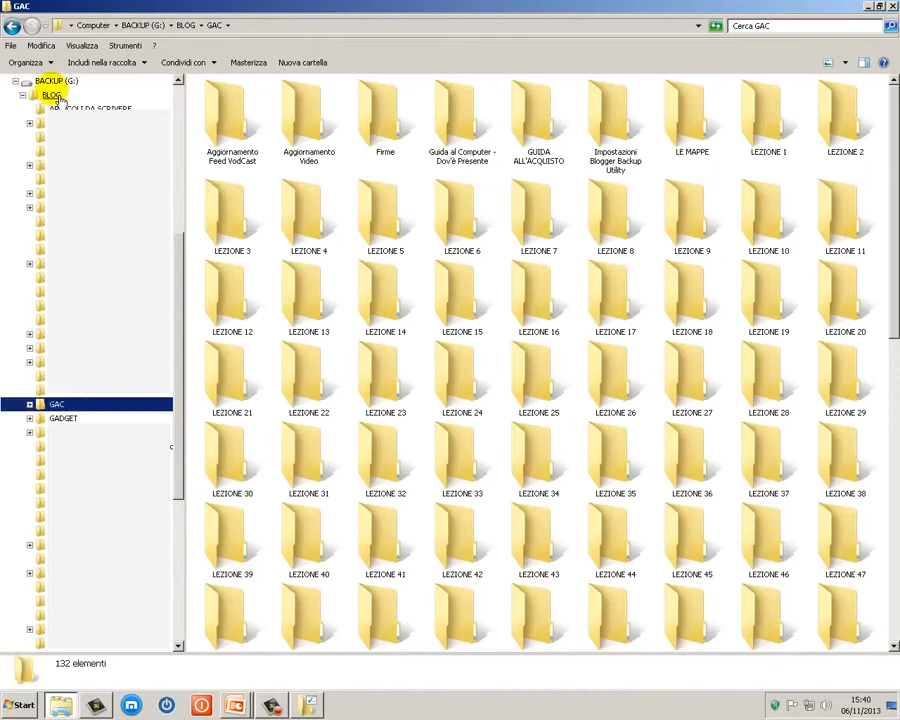 GAC
Computer BACKUP (G:) BLOG GAC
Cerca GAC
File Modifica Visualizza Strumenti ?
Organizza Includi nella raccolta Condividi con Masterizza Nuova cartella
BACKUP (G:)
BLOG
DA SCRIVERE
GAC
GADGET
Aggiornamento Feed VodCast
Aggiornamento Video
Firme
Guida al Computer - Dov'è Presente
GUIDA ALL'ACQUISTO
Impostazioni Blogger Backup Utility
LE MAPPE
LEZIONE 1
LEZIONE 2
LEZIONE 3
LEZIONE 4
LEZIONE 5
LEZIONE 6
LEZIONE 7
LEZIONE 8
LEZIONE 9
LEZIONE 10
LEZIONE 11
LEZIONE 12
LEZIONE 13
LEZIONE 14
LEZIONE 15
LEZIONE 16
LEZIONE 17
LEZIONE 18
LEZIONE 19
LEZIONE 20
LEZIONE 21
LEZIONE 22
LEZIONE 23
LEZIONE 24
LEZIONE 25
LEZIONE 26
LEZIONE 27
LEZIONE 28
LEZIONE 29
LEZIONE 30
LEZIONE 31
LEZIONE 32
LEZIONE 33
LEZIONE 34
LEZIONE 35
LEZIONE 36
LEZIONE 37
LEZIONE 38
LEZIONE 39
LEZIONE 40
LEZIONE 41
LEZIONE 42
LEZIONE 43
LEZIONE 44
LEZIONE 45
LEZIONE 46
LEZIONE 47
132 elementi
Start
15:40
06/11/2013